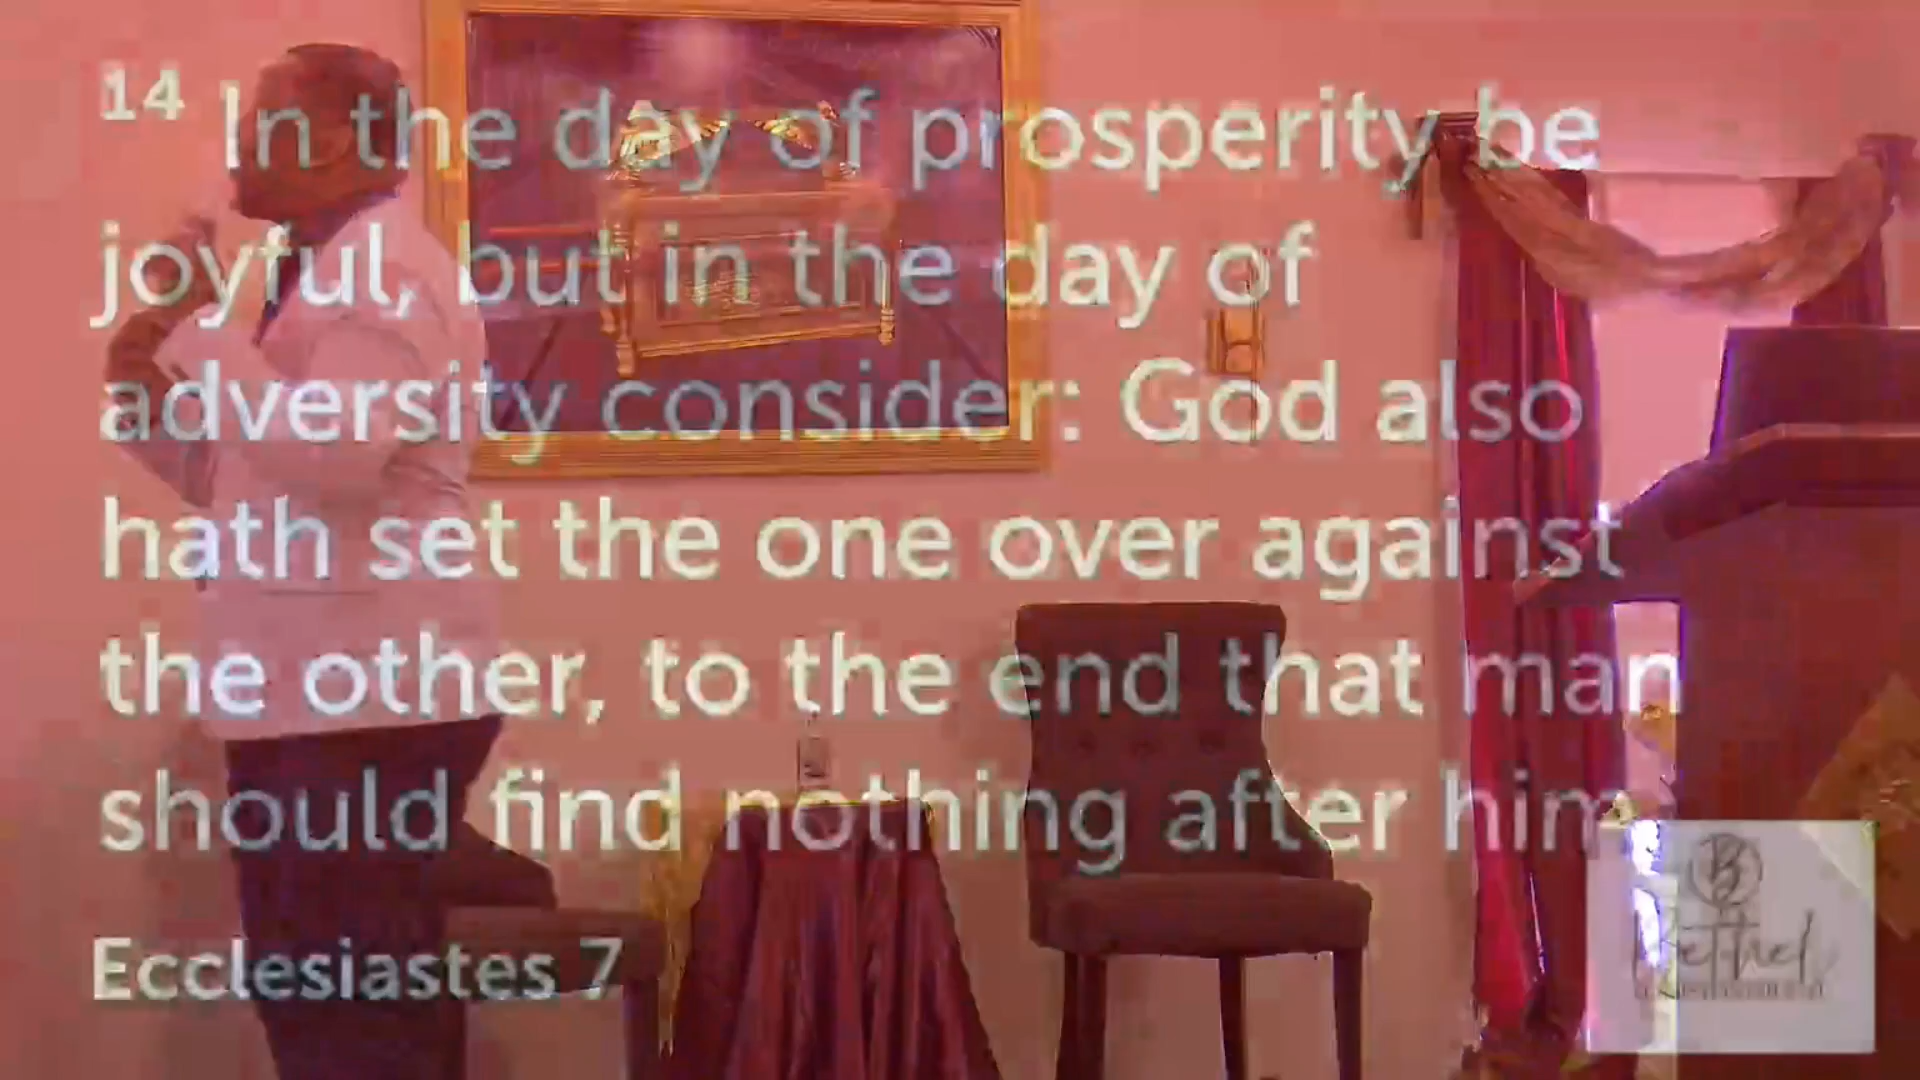 14 In the day of prosperity be
joyful, but in the day of
adversity consider: God also
hath set the one over against
the other, to the end that man
should find nothing after him
Ecclesiastes 7
B
Bethel